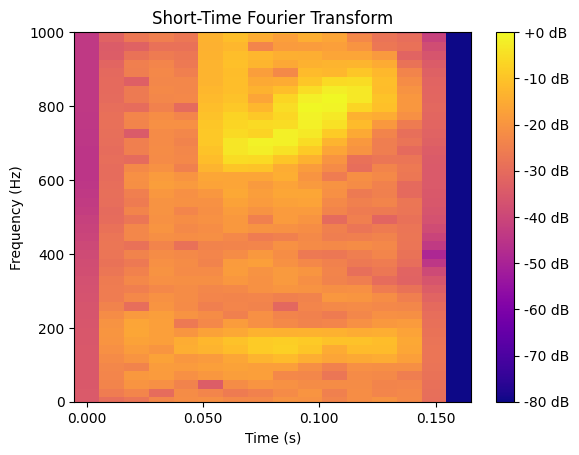 Short-Time Fourier Transform
Frequency (Hz)
1000
800
600
400
200
0
0.000
0.050
0.100
0.150
Time (s)
+0 dB
-10 dB
-20 dB
-30 dB
-40 dB
-50 dB
-60 dB
-70 dB
-80 dB